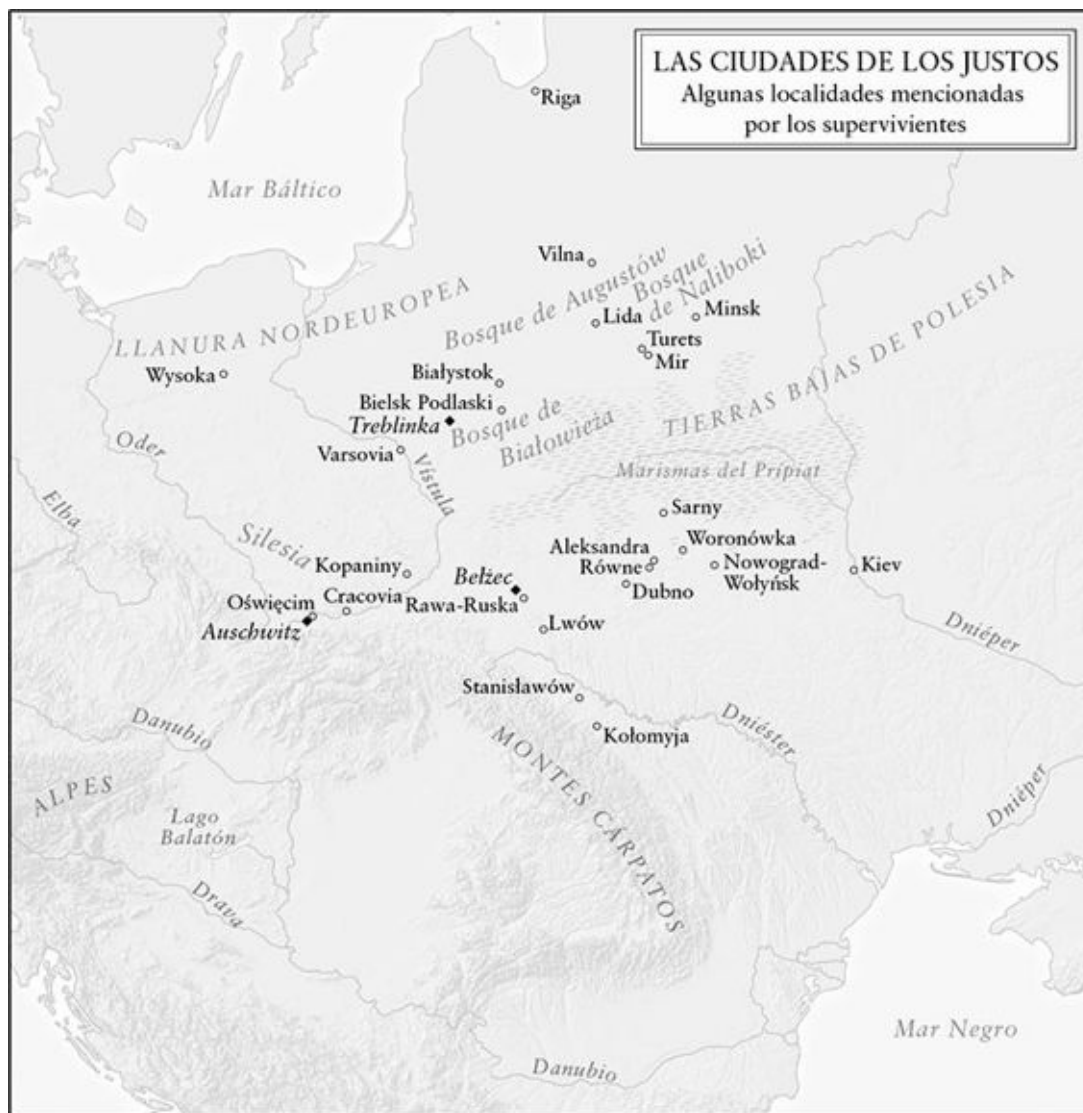 LAS CIUDADES DE LOS JUSTOS
Algunas localidades mencionadas
por los supervivientes
Riga
Mar Báltico
Vilna
Bosque de Augustów
Bosque
de Naliboki
LLANURA NORDEUROPEA
Lida
Minsk
Turets
Mir
Wysoka
Białystok
Bielsk Podlaski
Treblinka
Bosque de
Białowieża
TIERRAS BAJAS DE POLESIA
Varsovia
Oder
Vístula
Marismas del Prípiat
Elba
Sarny
Silesia
Woronówka
Aleksandra
Równe
Nowograd-
Wołyńsk
Kiev
Kopaniny
Bełżec
Dubno
Oświęcim
Cracovia
Rawa-Ruska
Auschwitz
Lwów
Dniéper
Stanisławów
Danubio
Kołomyja
Dniéster
MONTES CÁRPATOS
ALPES
Dniéper
Lago
Balatón
Drava
Mar Negro
Danubio